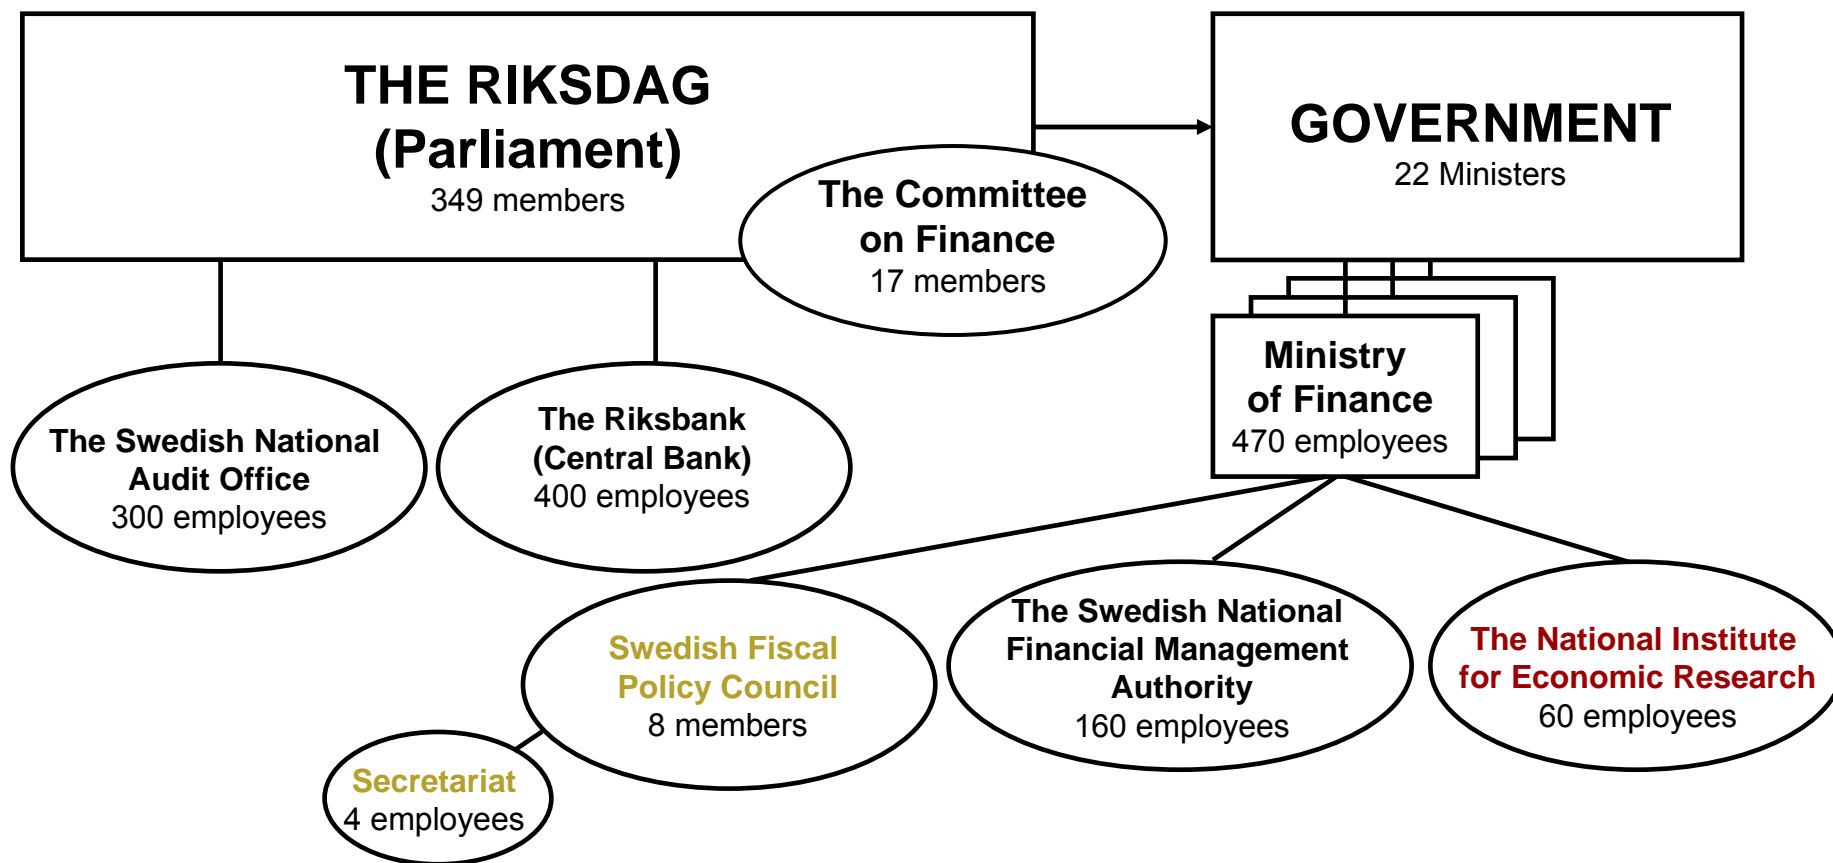 THE RIKSDAG
(Parliament)
349 members
GOVERNMENT
22 Ministers
The Committee
on Finance
17 members
Ministry
of Finance
470 employees
The Swedish National
Audit Office
300 employees
The Riksbank
(Central Bank)
400 employees
Swedish Fiscal
Policy Council
8 members
The Swedish National
Financial Management
Authority
160 employees
The National Institute
for Economic Research
60 employees
Secretariat
4 employees